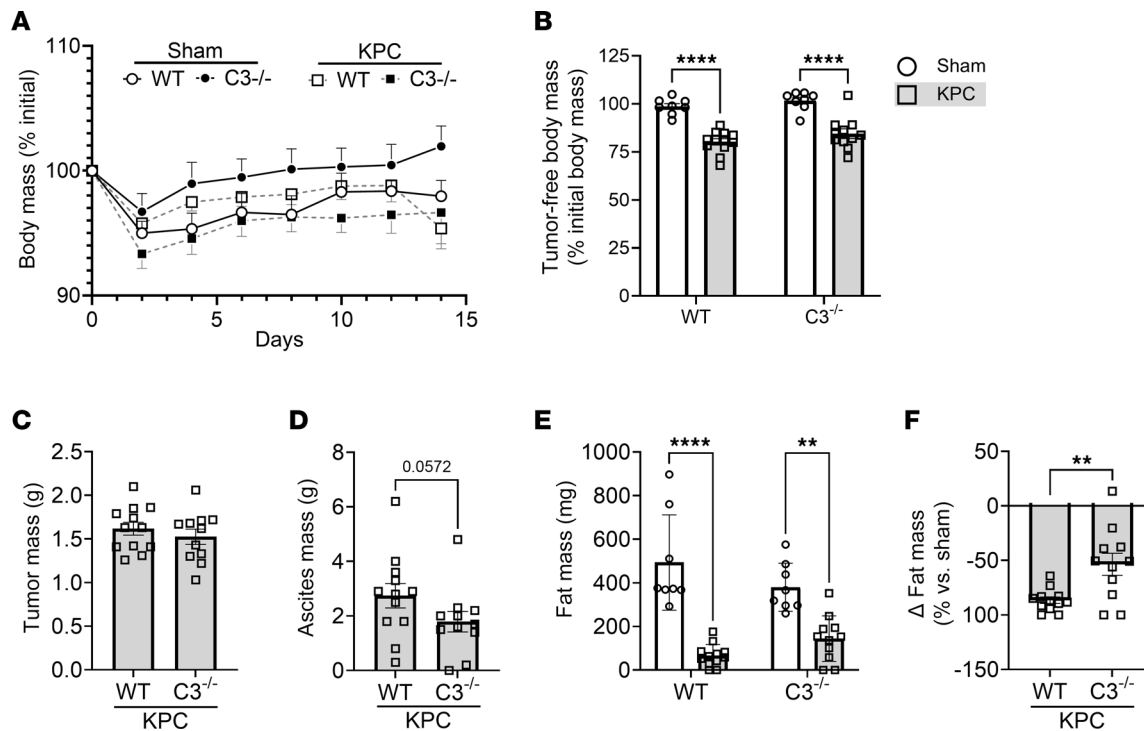 A
Body mass (% initial)
110
100
90
Sham
KPC
WT
C3-/-
WT
C3-/-
0
5
10
15
Days
B
Tumor-free body mass
(% initial body mass)
125
100
75
50
25
0
****
****
WT
C3-/-
Sham
KPC
C
Tumor mass (g)
2.5
2.0
1.5
1.0
0.5
0.0
WT
C3-/-
KPC
D
Ascites mass (g)
8
6
4
2
0
0.0572
WT
C3-/-
KPC
E
Fat mass (mg)
1000
800
600
400
200
0
****
**
WT
C3-/-
F
Δ Fat mass
(% vs. sham)
50
0
-50
100
-150
**
WT
C3-/-
KPC